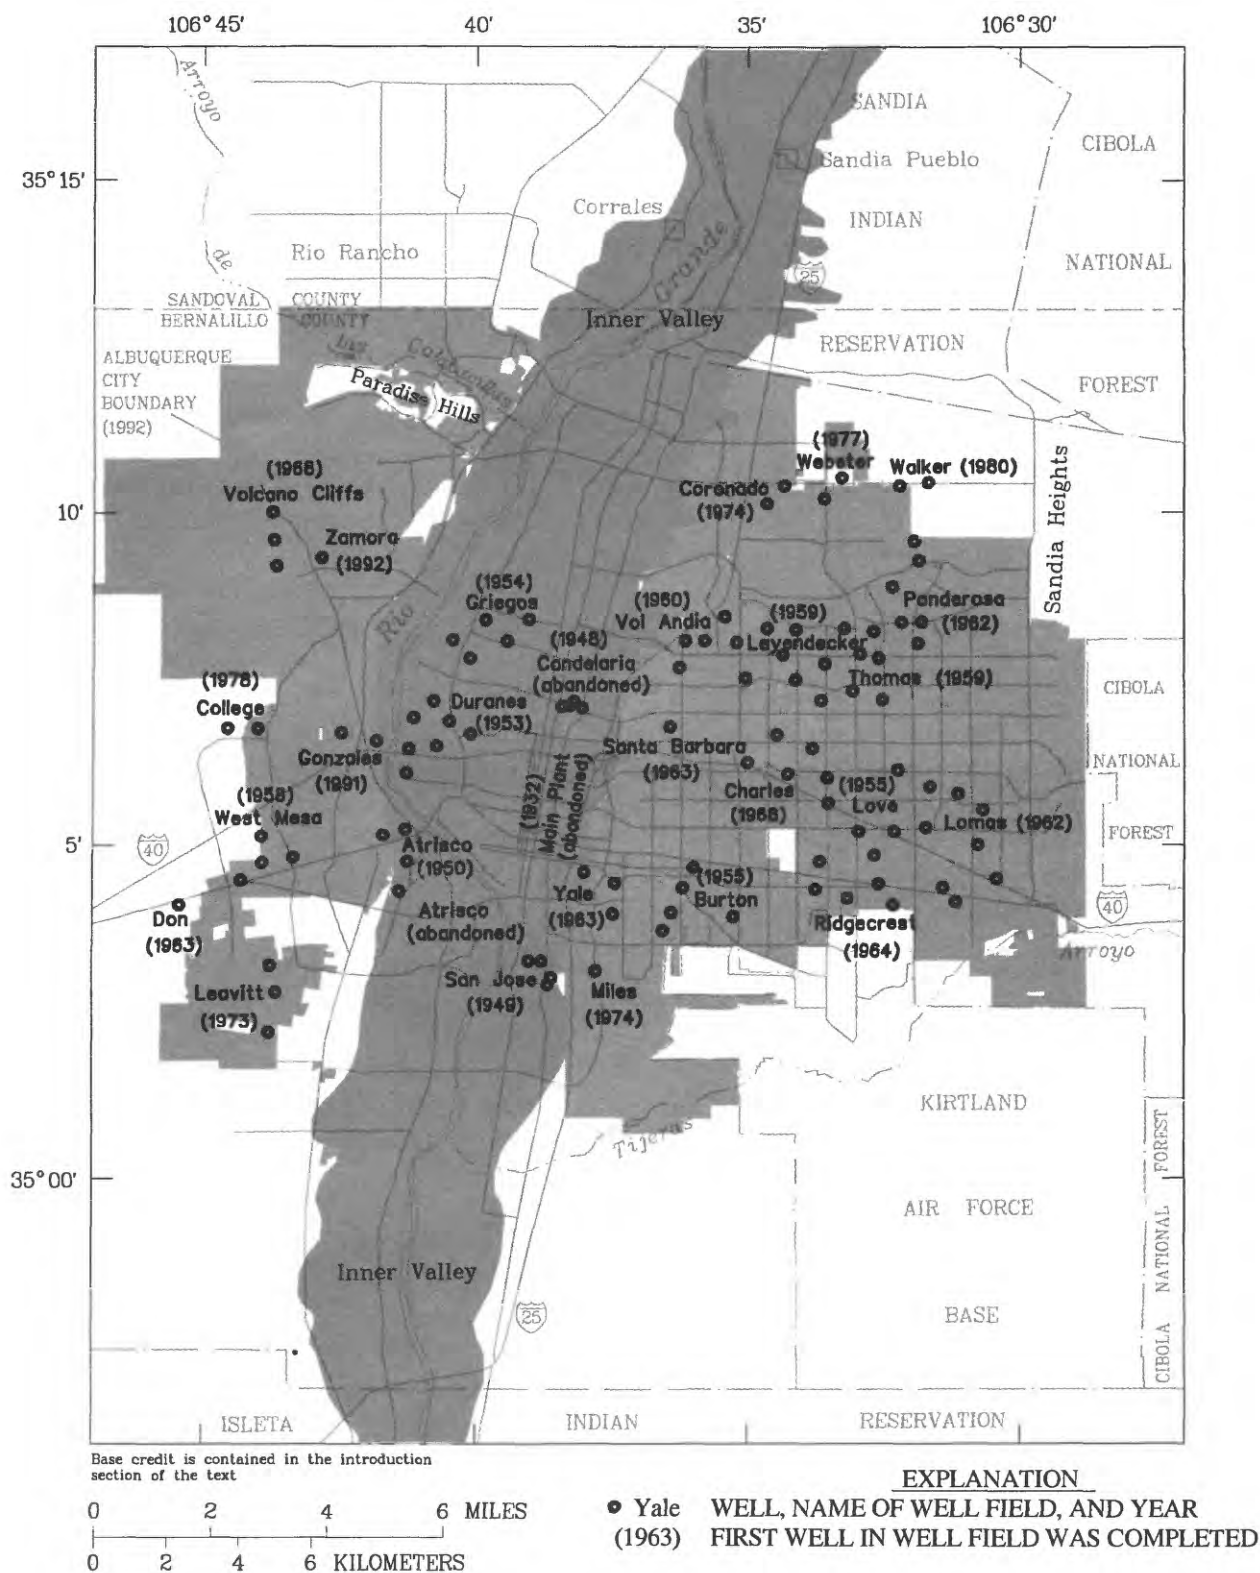 106°45' 40' 35' 106°30'
Arroyo
de
las
Calabacillas
35°15'
10'
5'
35°00'
SANDIA
Sandia Pueblo
INDIAN
25
RESERVATION
CIBOLA
NATIONAL
FOREST
Corrales
Rio Rancho
Grande
Inner Valley
SANDOVAL COUNTY
BERNALILLO COUNTY
ALBUQUERQUE
CITY
BOUNDARY
(1992)
Paradise Hills
(1968)
Volcano Cliffs
Zamora
(1992)
(1977)
Webster
Walker (1980)
Coronado
(1974)
Sandia Heights
Rio
(1954)
Griegos
(1960)
Vol Andia
(1959)
Leyendecker
Ponderosa
(1962)
(1948)
Candelaria
(abandoned)
Thomas (1959)
CIBOLA
NATIONAL
FOREST
(1978)
College
Duranes
(1953)
Gonzales
(1991)
Santa Barbara
(1963)
Charles
(1968)
(1955)
Love
Lomas (1962)
(1932)
Main Plant
(abandoned)
(1958)
West Mesa
40
Atrisco
(1950)
Atrisco
(abandoned)
Yale
(1963)
(1955)
Burton
Ridgecrest
(1964)
40
Arroyo
Don
(1963)
Leavitt
(1973)
San Jose
(1949)
Miles
(1974)
Tijeras
KIRTLAND
AIR FORCE
BASE
CIBOLA NATIONAL FOREST
Inner Valley
25
ISLETA INDIAN RESERVATION
Base credit is contained in the introduction
section of the text
0 2 4 6 MILES
0 2 4 6 KILOMETERS
EXPLANATION
Yale WELL, NAME OF WELL FIELD, AND YEAR
(1963) FIRST WELL IN WELL FIELD WAS COMPLETED